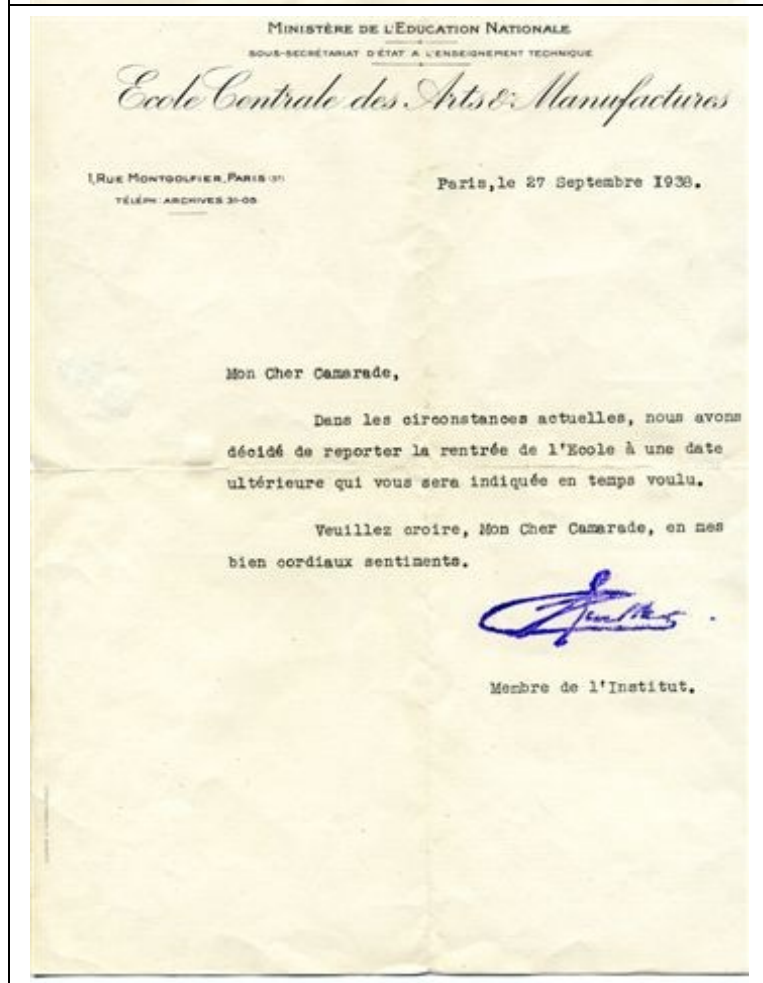 MINISTÈRE DE L'EDUCATION NATIONALE
SOUS-SECRÉTARIAT D'ÉTAT A L'ENSEIGNEMENT TECHNIQUE
Ecole Centrale des Arts & Manufactures
1, RUE MONTGOLFIER, PARIS (3e)
TÉLÉPH: ARCHIVES 31-05
Paris, le 27 Septembre I938.
Mon Cher Camarade,
Dans les circonstances actuelles, nous avons
décidé de reporter la rentrée de l'Ecole à une date
ultérieure qui vous sera indiquée en temps voulu.
Veuillez croire, Mon Cher Camarade, en mes
bien cordiaux sentiments.
Membre de l'Institut.